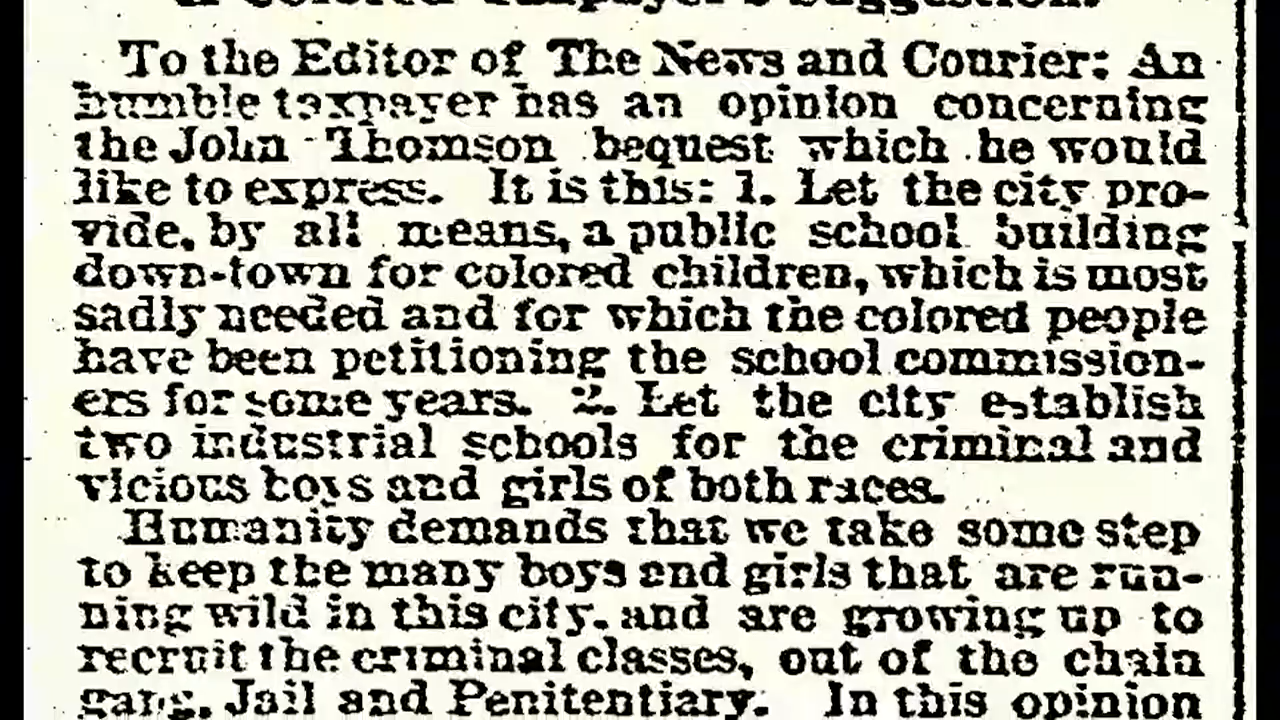 A Colored Taxpayer's Suggestion.
To the Editor of The News and Courier: An
humble taxpayer has an opinion concerning
the John Thomson bequest which he would
like to express. It is this: 1. Let the city pro-
vide, by all means, a public school building
down-town for colored children, which is most
sadly needed and for which the colored people
have been petitioning the school commission-
ers for some years. 2. Let the city establish
two industrial schools for the criminal and
vicious boys and girls of both races.
Humanity demands that we take some step
to keep the many boys and girls that are run-
ning wild in this city, and are growing up to
recruit the criminal classes, out of the chain
gang, Jail and Penitentiary. In this opinion